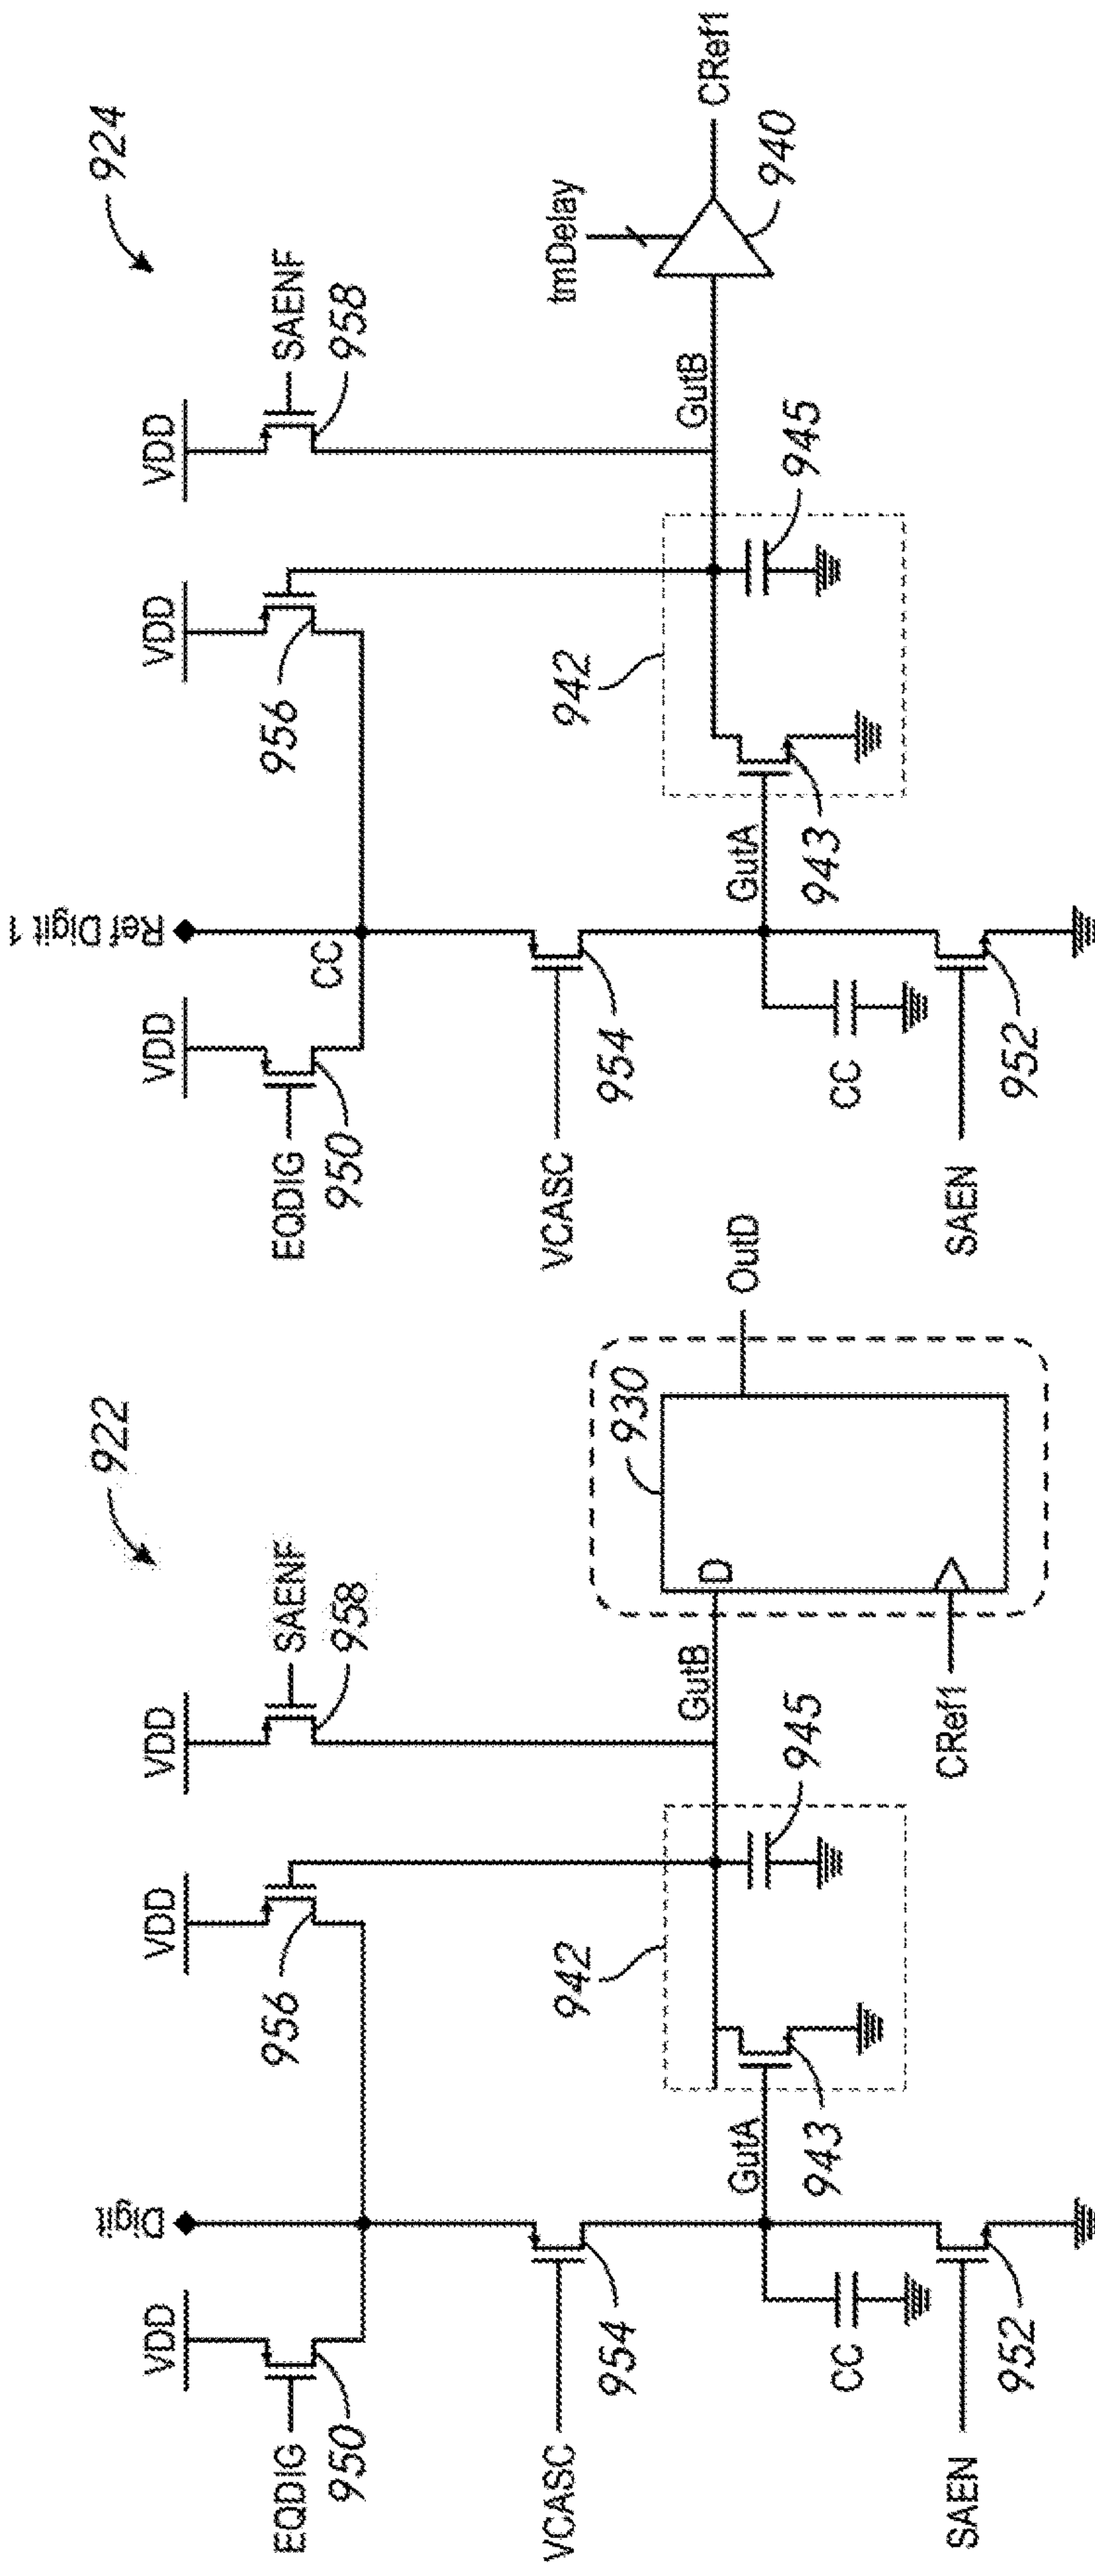 922
Digit
VDD
VDD
VDD
EQDIG
950
956
SAENF
958
VCASC
954
942
GutA
943
945
GutB
CC
SAEN
952
D
930
OutD
CRef1
924
Ref Digit 1
VDD
VDD
VDD
EQDIG
950
CC
956
SAENF
958
VCASC
954
942
GutA
943
945
GutB
CC
SAEN
952
tmDelay
940
CRef1